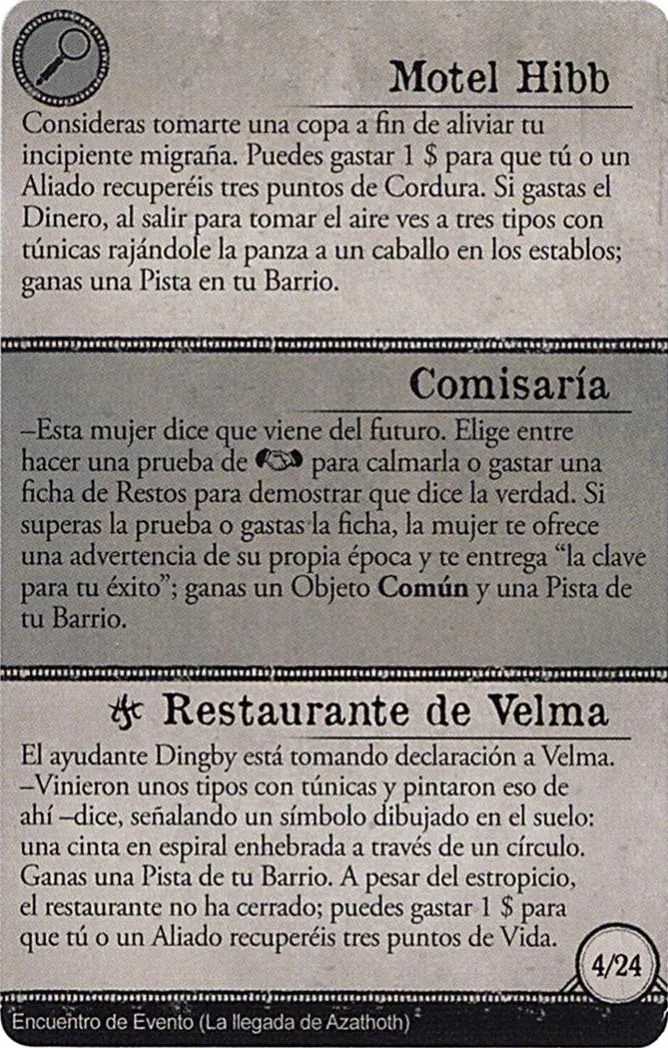 Motel Hibb
Consideras tomarte una copa a fin de aliviar tu
incipiente migraña. Puedes gastar 1 $ para que tú o un
Aliado recuperéis tres puntos de Cordura. Si gastas el
Dinero, al salir para tomar el aire ves a tres tipos con
túnicas rajándole la panza a un caballo en los establos;
ganas una Pista en tu Barrio.
Comisaría
–Esta mujer dice que viene del futuro. Elige entre
hacer una prueba de para calmarla o gastar una
ficha de Restos para demostrar que dice la verdad. Si
superas la prueba o gastas la ficha, la mujer te ofrece
una advertencia de su propia época y te entrega “la clave
para tu éxito”; ganas un Objeto Común y una Pista de
tu Barrio.
Restaurante de Velma
El ayudante Dingby está tomando declaración a Velma.
–Vinieron unos tipos con túnicas y pintaron eso de
ahí –dice, señalando un símbolo dibujado en el suelo:
una cinta en espiral enhebrada a través de un círculo.
Ganas una Pista de tu Barrio. A pesar del estropicio,
el restaurante no ha cerrado; puedes gastar 1 $ para
que tú o un Aliado recuperéis tres puntos de Vida.
4/24
Encuentro de Evento (La llegada de Azathoth)